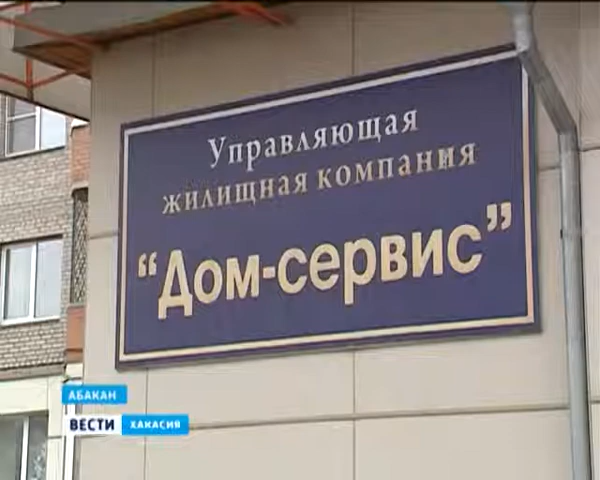 Управляющая
жилищная компания
“Дом-сервис”
АБАКАН
ВЕСТИ ХАКАСИЯ